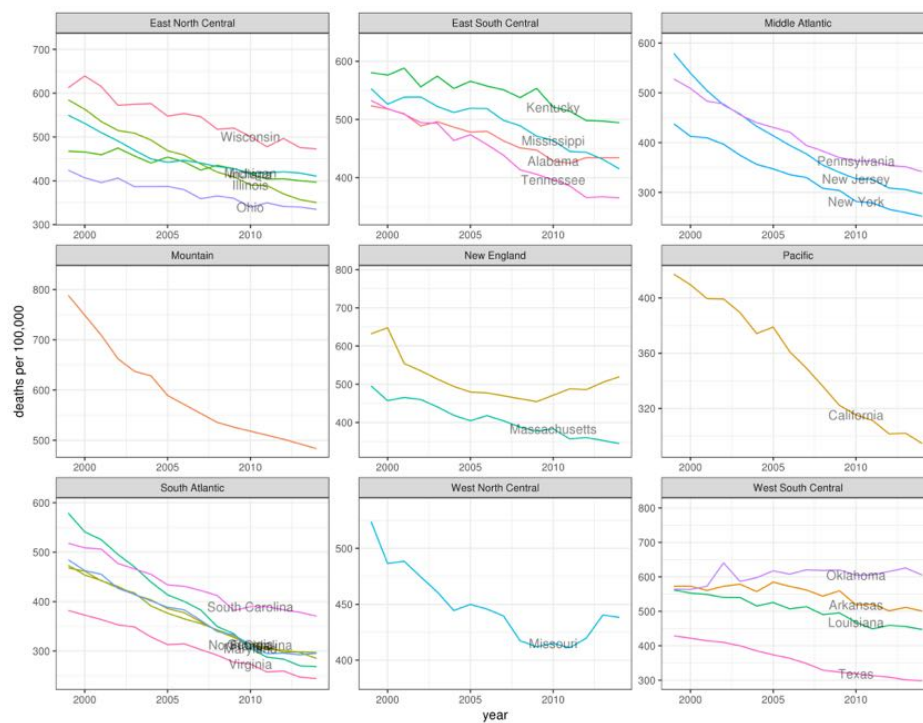 East North Central
700
600
500
400
300
Wisconsin
Michigan
Illinois
Ohio
2000 2005 2010
East South Central
600
500
400
Kentucky
Mississippi
Alabama
Tennessee
2000 2005 2010
Middle Atlantic
600
500
400
300
Pennsylvania
New Jersey
New York
2000 2005 2010
Mountain
800
700
600
500
2000 2005 2010
New England
800
700
600
500
400
Massachusetts
2000 2005 2010
Pacific
400
360
320
California
2000 2005 2010
South Atlantic
600
500
400
300
South Carolina
North Carolina
Maryland
Virginia
2000 2005 2010
West North Central
500
450
400
Missouri
2000 2005 2010
West South Central
800
700
600
500
400
300
Oklahoma
Arkansas
Louisiana
Texas
2000 2005 2010
deaths per 100,000
year